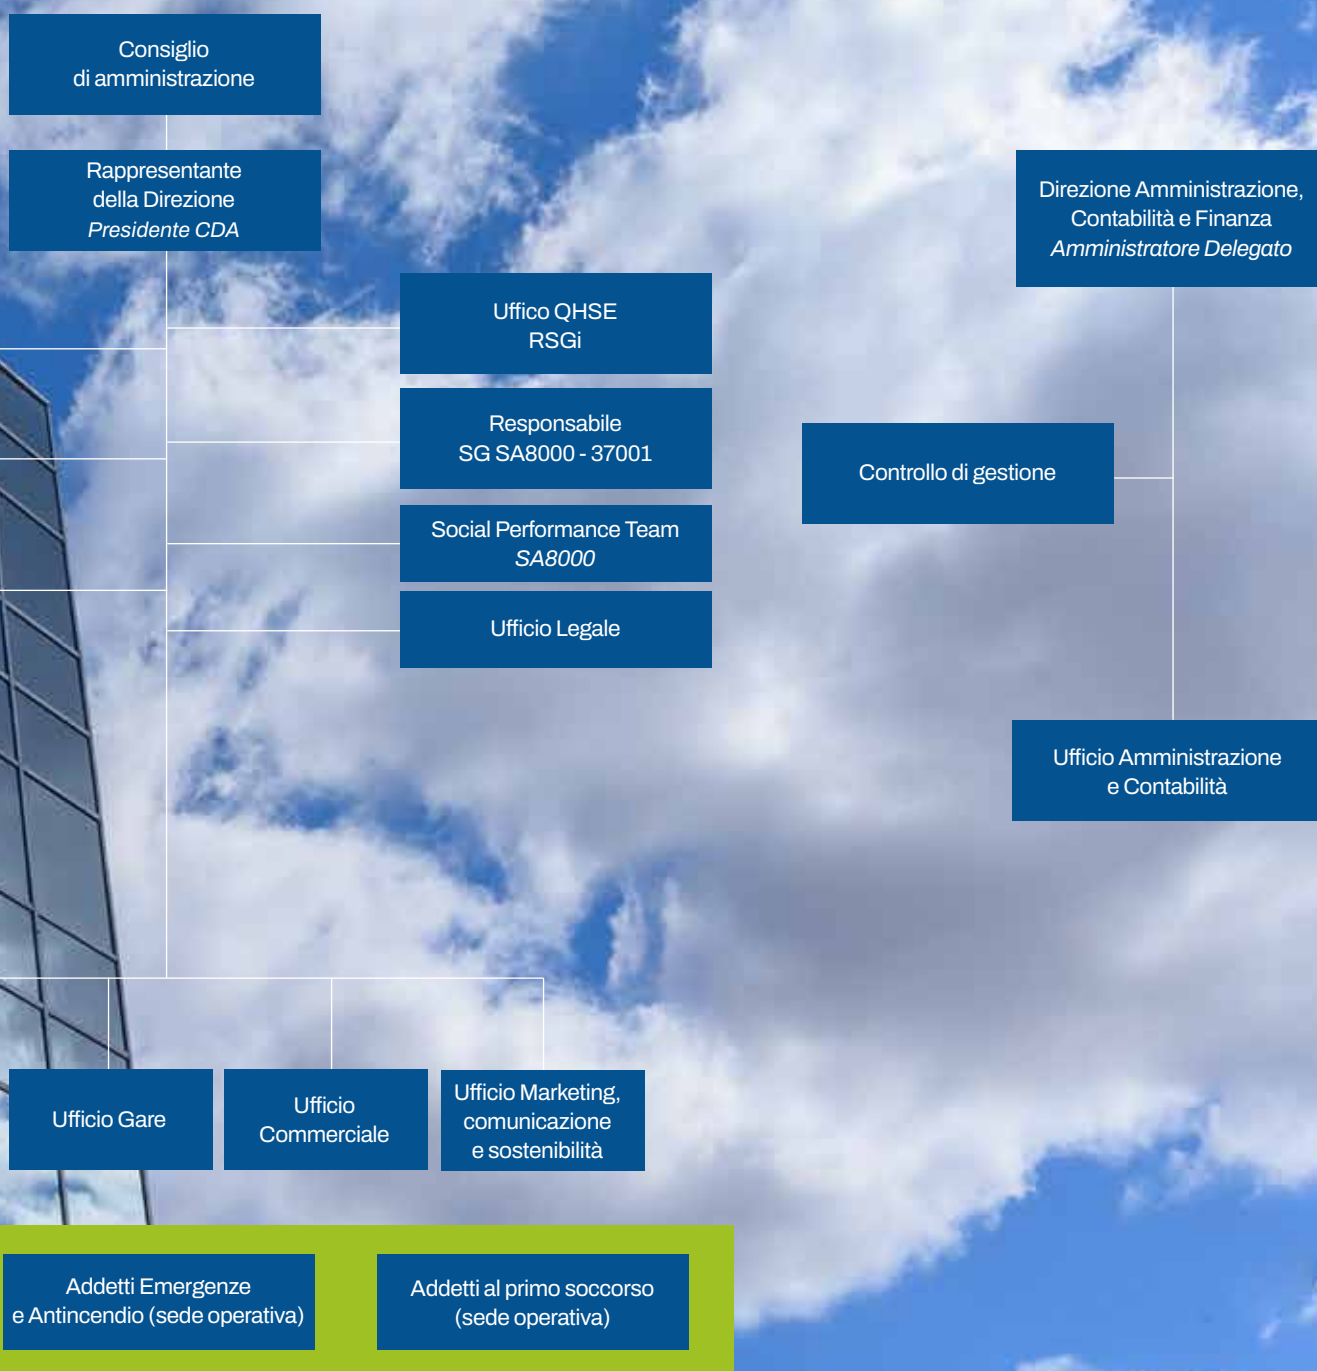 Consiglio
di amministrazione
Rappresentante
della Direzione
Presidente CDA
Direzione Amministrazione,
Contabilità e Finanza
Amministratore Delegato
Uffico QHSE
RSGi
Responsabile
SG SA8000 - 37001
Controllo di gestione
Social Performance Team
SA8000
Ufficio Legale
Ufficio Amministrazione
e Contabilità
Ufficio Gare
Ufficio
Commerciale
Ufficio Marketing,
comunicazione
e sostenibilità
Addetti Emergenze
e Antincendio (sede operativa)
Addetti al primo soccorso
(sede operativa)